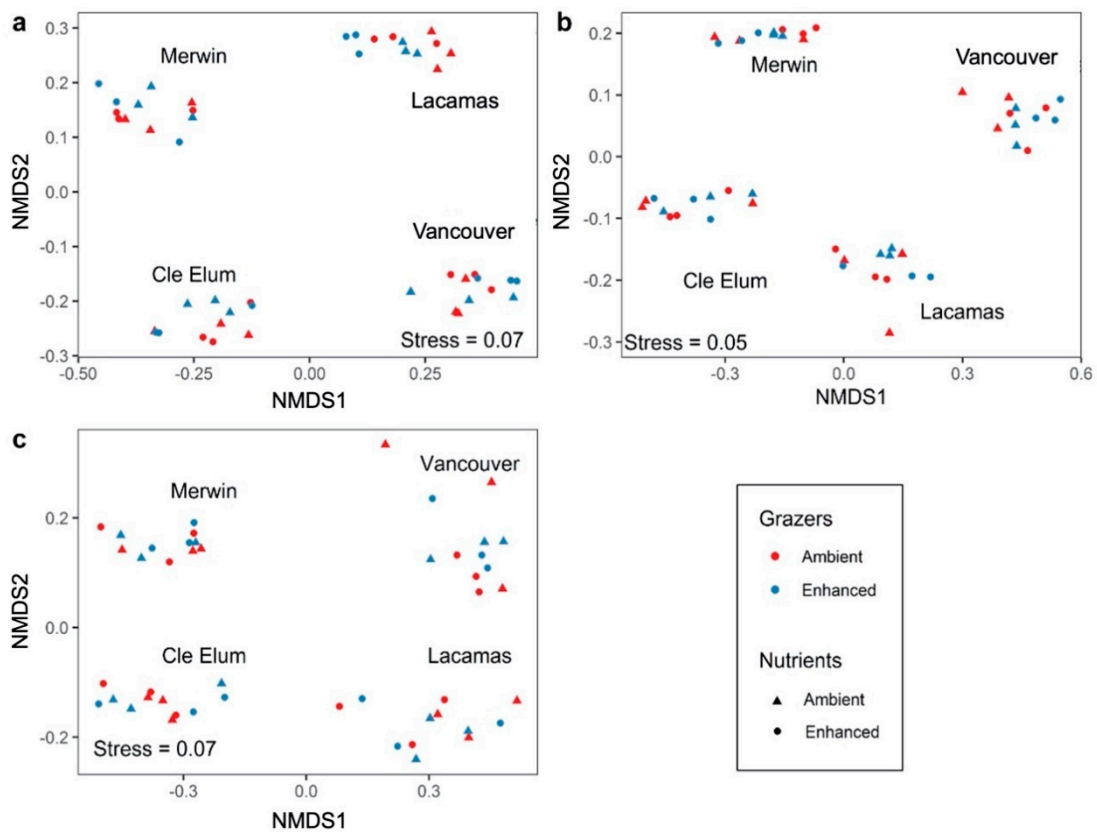 a
Merwin
Lacamas
Vancouver
Cle Elum
Stress = 0.07
NMDS2
0.3
0.2
0.1
0.0
-0.1
-0.2
-0.3
-0.50
-0.25
0.00
0.25
NMDS1
b
Merwin
Vancouver
Cle Elum
Lacamas
Stress = 0.05
NMDS2
0.2
0.1
0.0
-0.1
-0.2
-0.3
-0.3
0.0
0.3
0.6
NMDS1
c
Merwin
Vancouver
Cle Elum
Lacamas
Stress = 0.07
NMDS2
0.2
0.0
-0.2
-0.3
0.0
0.3
NMDS1
Grazers
Ambient
Enhanced
Nutrients
Ambient
Enhanced